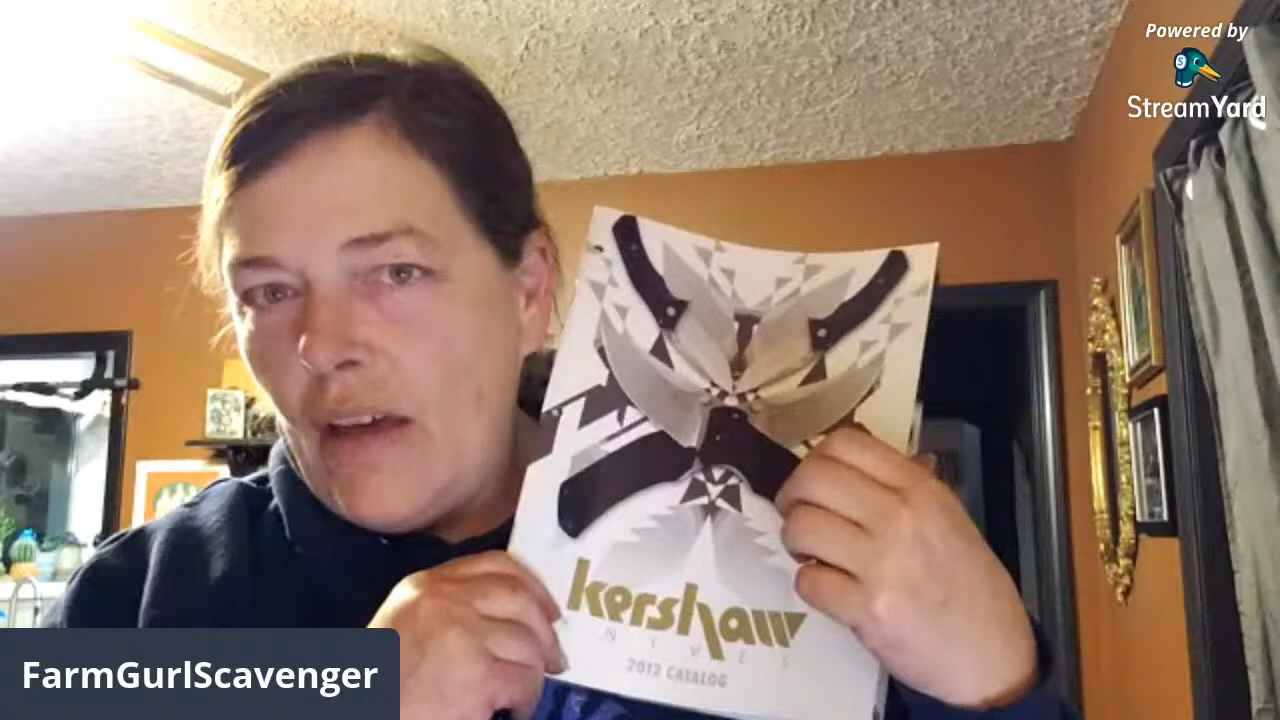 Powered by
StreamYard
kershaw
KNIVES
2012 CATALOG
FarmGurlScavenger